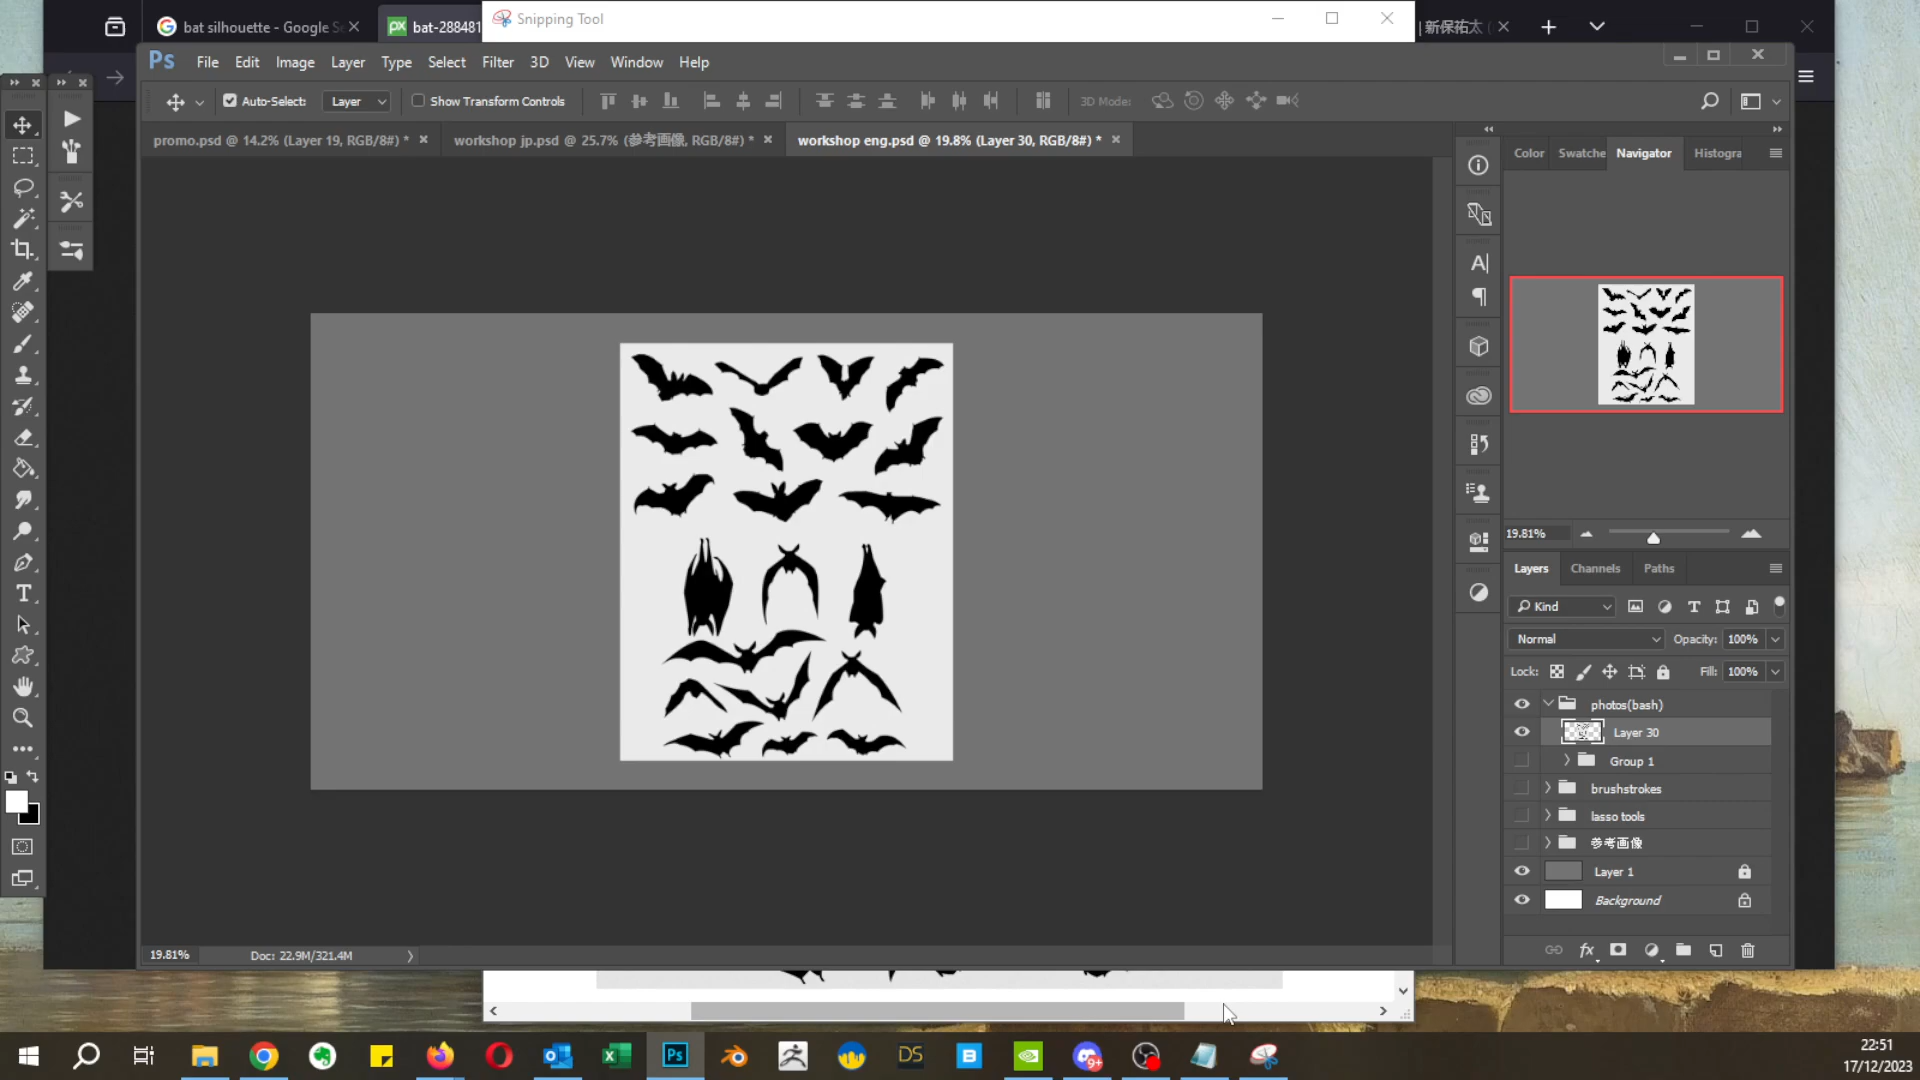 bat silhouette - Google Se
bat-288481
Snipping Tool
新保祐太 (
Ps
File
Edit
Image
Layer
Type
Select
Filter
3D
View
Window
Help
Auto-Select:
Layer
Show Transform Controls
3D Mode:
promo.psd @ 14.2% (Layer 19, RGB/8#) *
workshop jp.psd @ 25.7% (参考画像, RGB/8#) *
workshop eng.psd @ 19.8% (Layer 30, RGB/8#) *
Color
Swatche
Navigator
Histogra
19.81%
Layers
Channels
Paths
Kind
Normal
Opacity:
100%
Lock:
Fill:
100%
photos(bash)
Layer 30
Group 1
brushstrokes
lasso tools
参考画像
Layer 1
Background
fx
19.81%
Doc: 22.9M/321.4M
Ps
DS
B
9+
22:51
17/12/2023